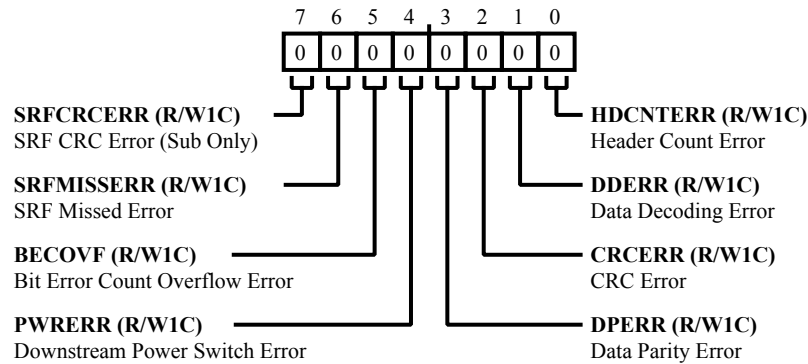 7 6 5 4 3 2 1 0
0 0 0 0 0 0 0 0
SRFCRCERR (R/W1C)
SRF CRC Error (Sub Only)
SRFMISSERR (R/W1C)
SRF Missed Error
BECOVF (R/W1C)
Bit Error Count Overflow Error
PWRERR (R/W1C)
Downstream Power Switch Error
HDCNTERR (R/W1C)
Header Count Error
DDERR (R/W1C)
Data Decoding Error
CRCERR (R/W1C)
CRC Error
DPERR (R/W1C)
Data Parity Error